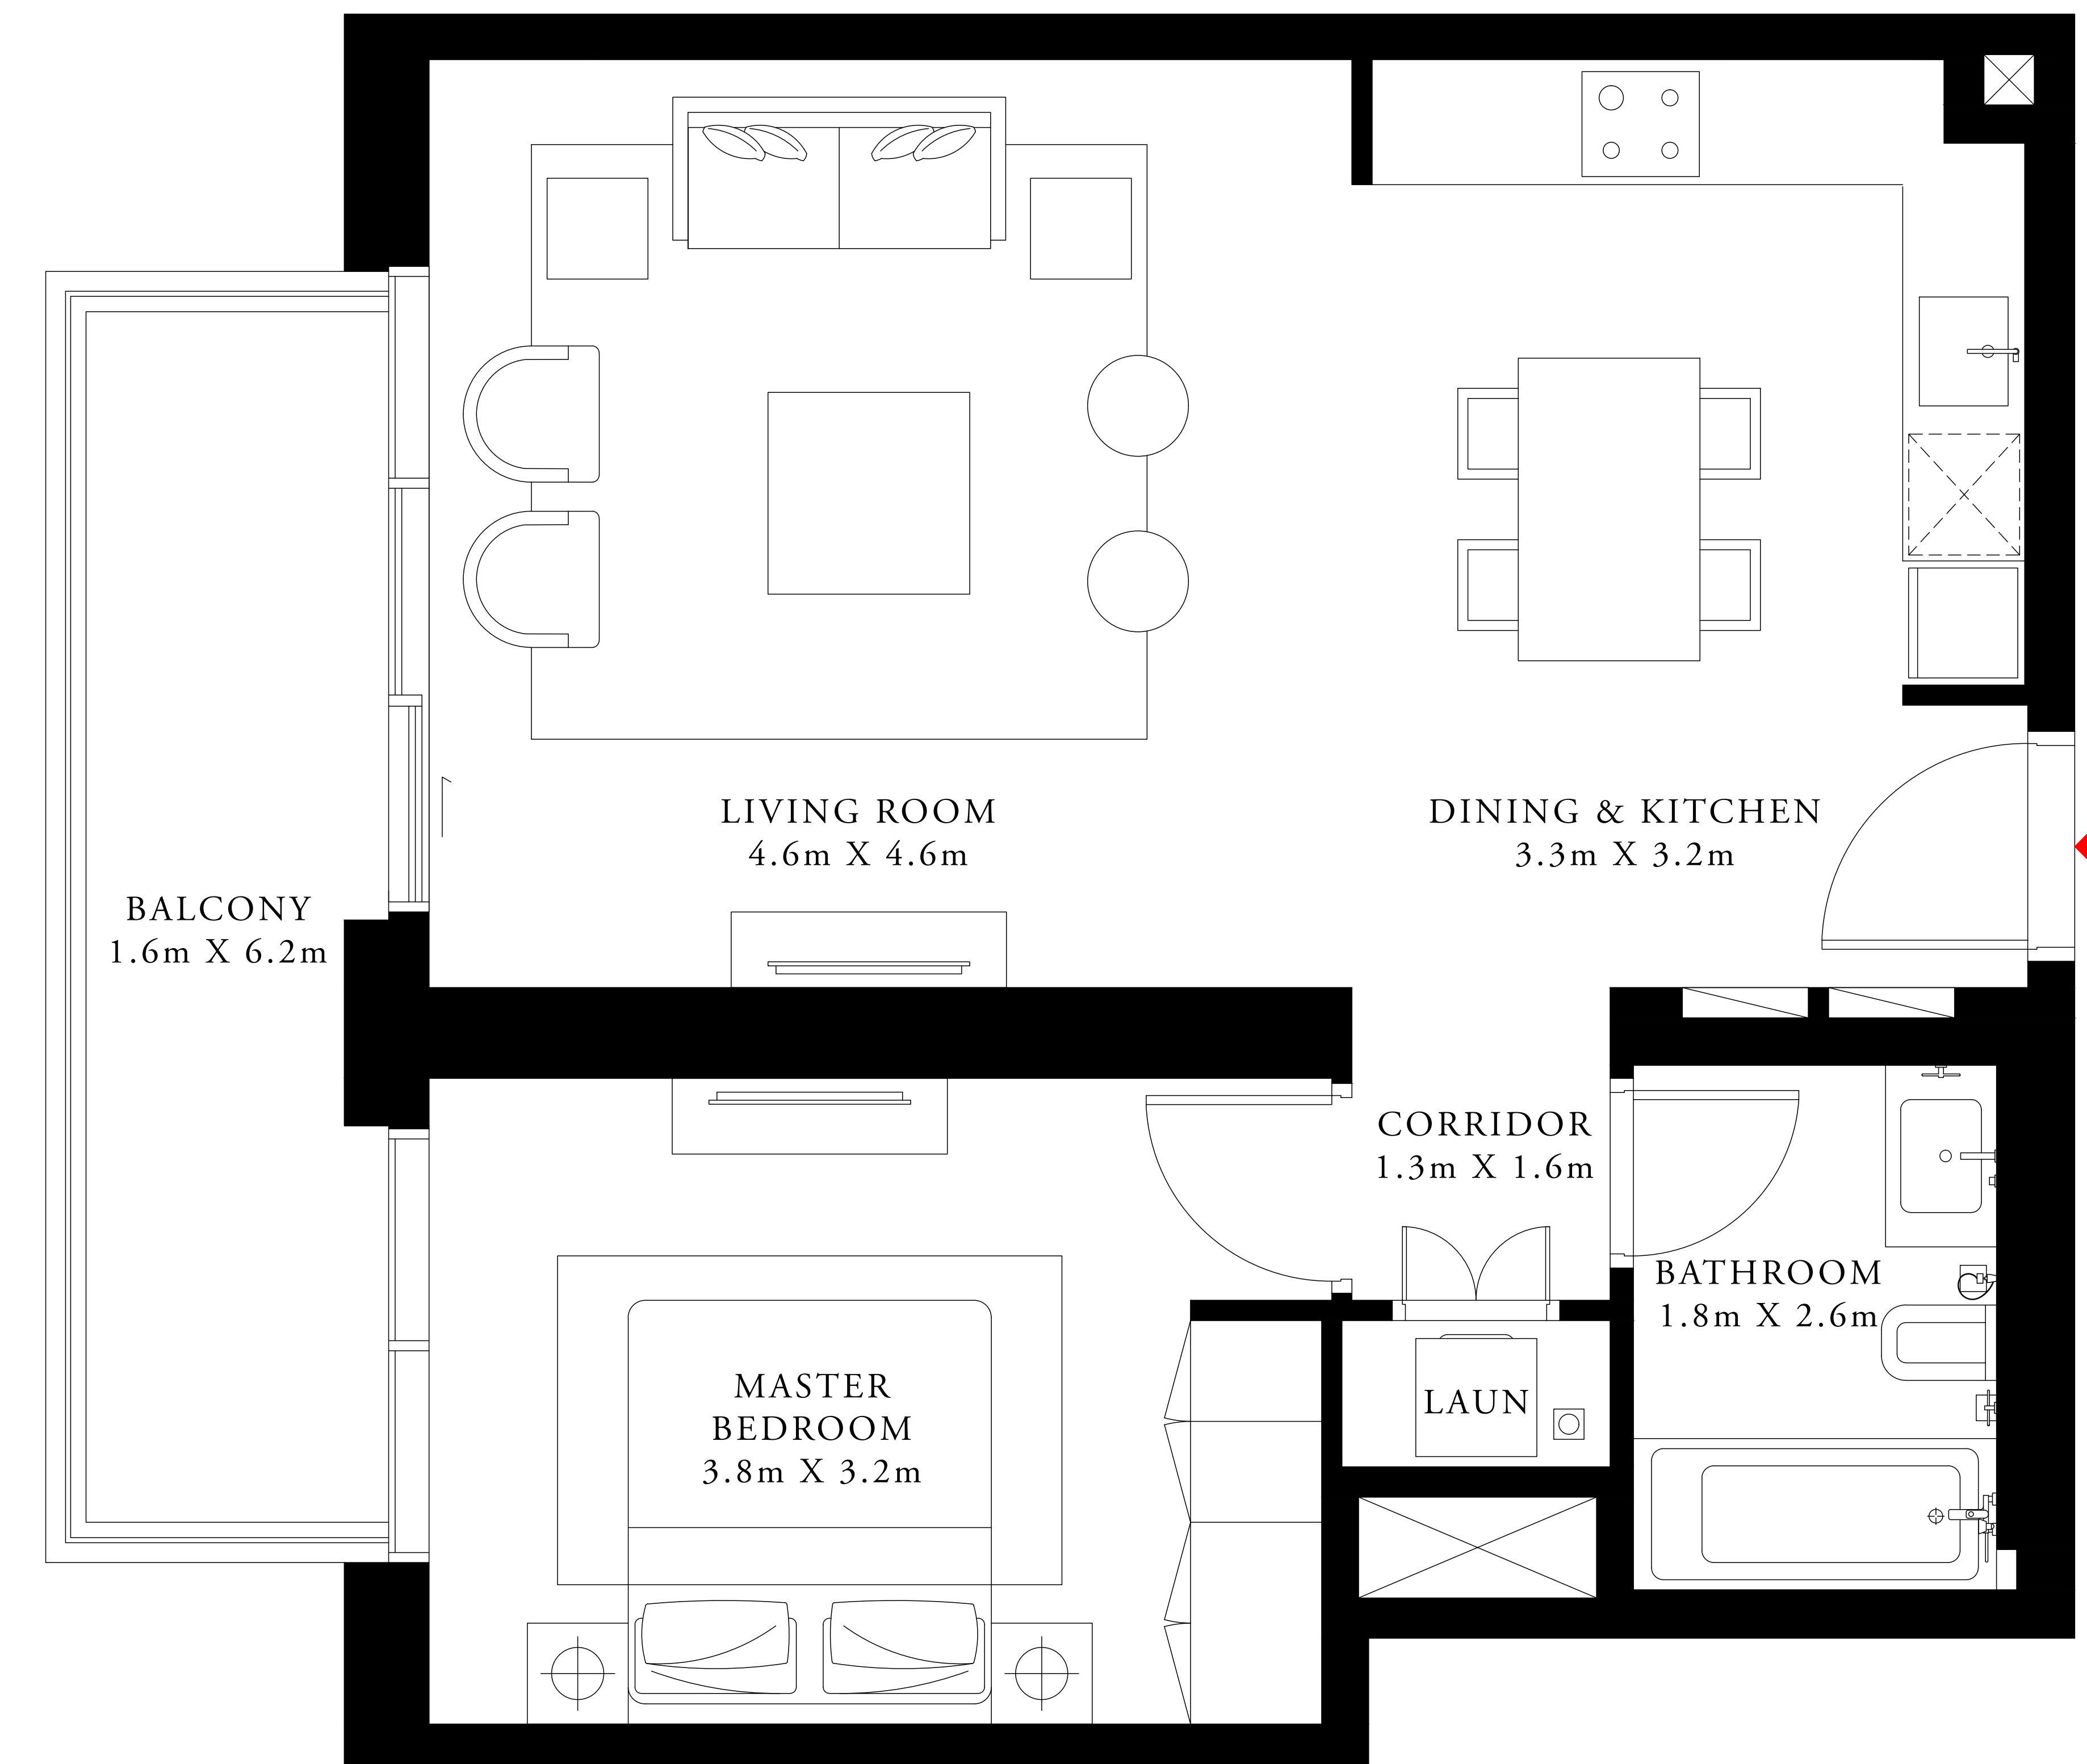 LIVING ROOM
4.6m X 4.6m
DINING & KITCHEN
3.3m X 3.2m
BALCONY
1.6m X 6.2m
CORRIDOR
1.3m X 1.6m
BATHROOM
1.8m X 2.6m
MASTER
BEDROOM
3.8m X 3.2m
LAUN